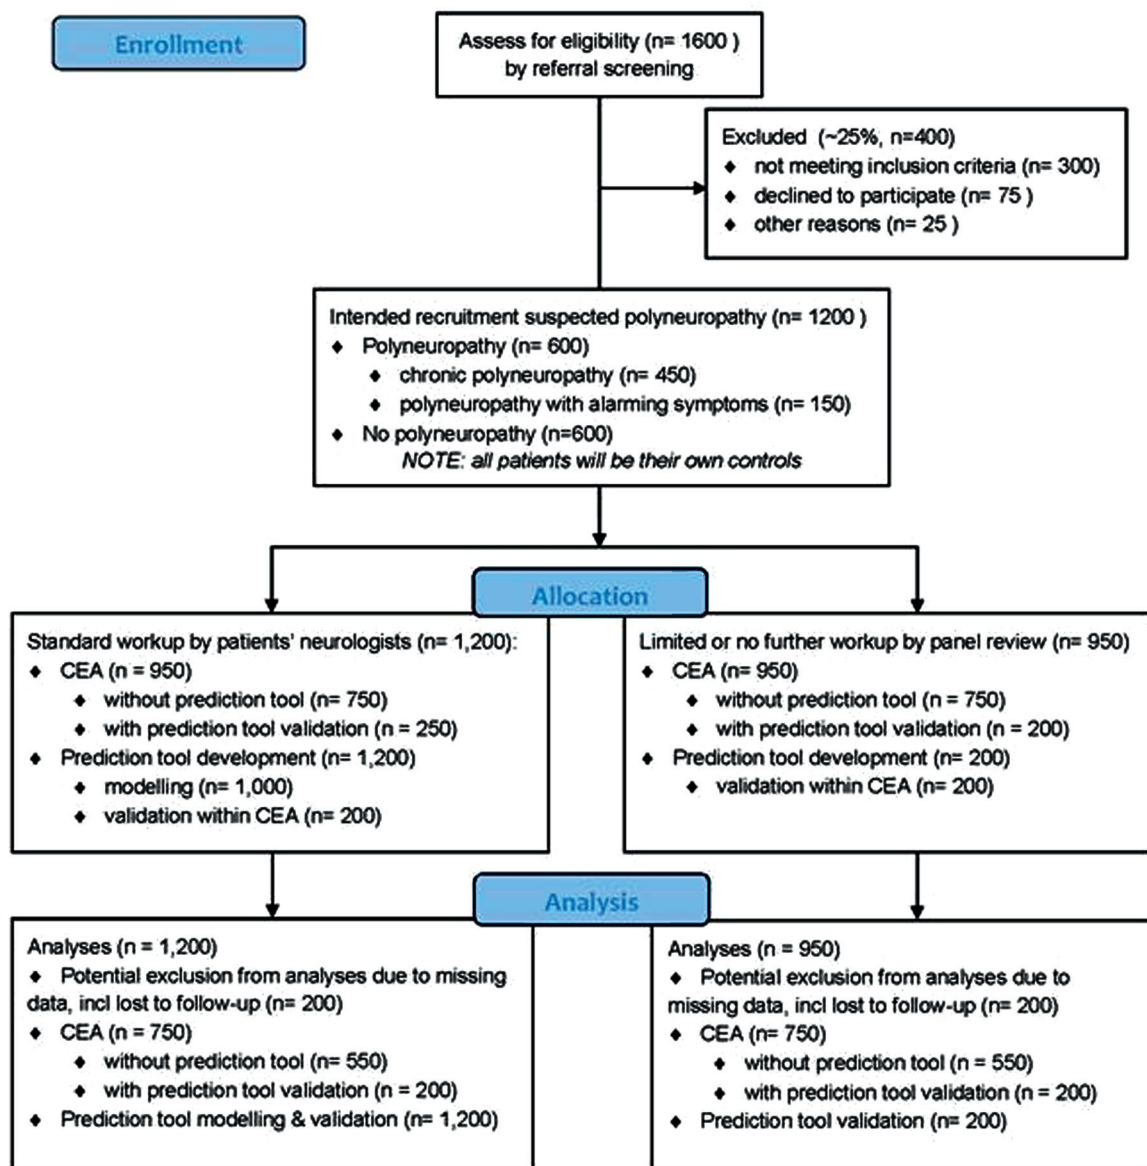 Enrollment
Assess for eligibility (n= 1600 )
by referral screening
Excluded (~25%, n=400)
♦ not meeting inclusion criteria (n= 300)
♦ declined to participate (n= 75 )
♦ other reasons (n= 25 )
Intended recruitment suspected polyneuropathy (n= 1200 )
♦ Polyneuropathy (n= 600)
♦ chronic polyneuropathy (n= 450)
♦ polyneuropathy with alarming symptoms (n= 150)
♦ No polyneuropathy (n=600)
NOTE: all patients will be their own controls
Allocation
Standard workup by patients' neurologists (n= 1,200):
♦ CEA (n = 950)
♦ without prediction tool (n= 750)
♦ with prediction tool validation (n = 250)
♦ Prediction tool development (n= 1,200)
♦ modelling (n= 1,000)
♦ validation within CEA (n= 200)
Limited or no further workup by panel review (n= 950)
♦ CEA (n= 950)
♦ without prediction tool (n = 750)
♦ with prediction tool validation (n= 200)
♦ Prediction tool development (n= 200)
♦ validation within CEA (n= 200)
Analysis
Analyses (n = 1,200)
♦ Potential exclusion from analyses due to missing
data, incl lost to follow-up (n= 200)
♦ CEA (n = 750)
♦ without prediction tool (n= 550)
♦ with prediction tool validation (n= 200)
♦ Prediction tool modelling & validation (n= 1,200)
Analyses (n = 950)
♦ Potential exclusion from analyses due to
missing data, incl lost to follow-up (n= 200)
♦ CEA (n= 750)
♦ without prediction tool (n = 550)
♦ with prediction tool validation (n = 200)
♦ Prediction tool validation (n= 200)